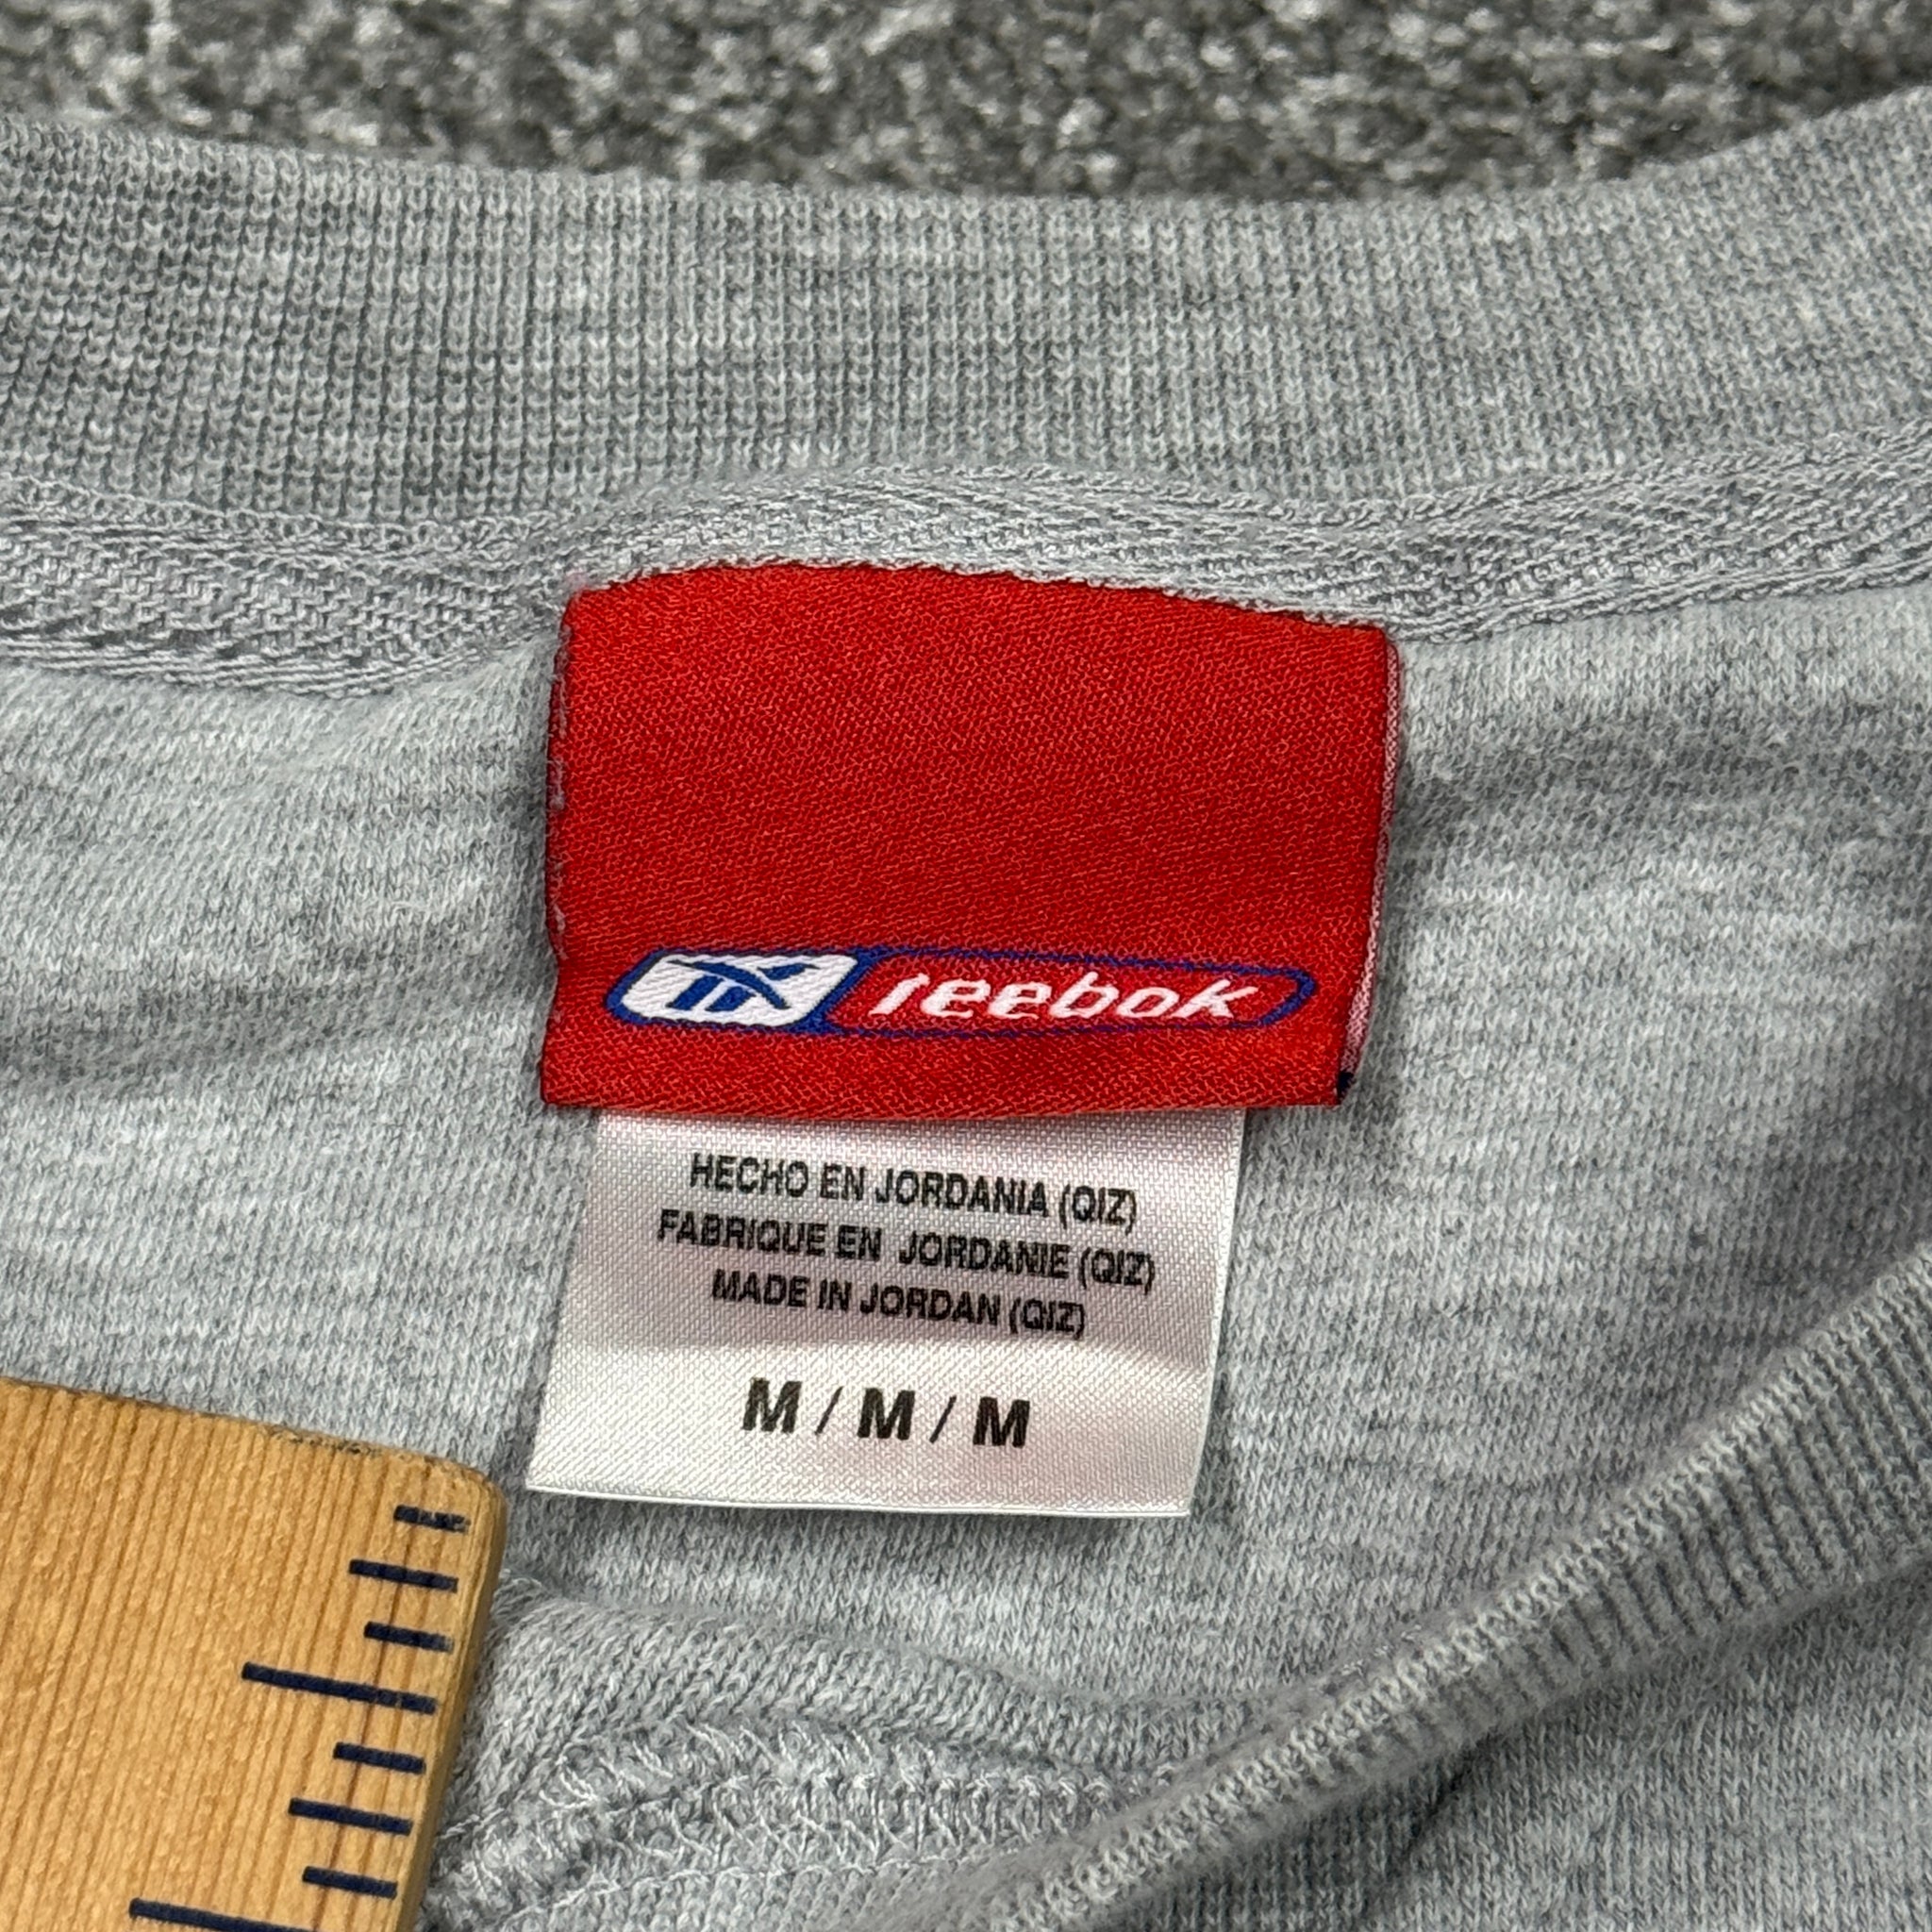 reebok
HECHO EN JORDANIA (QIZ)
FABRIQUE EN JORDANIE (QIZ)
MADE IN JORDAN (QIZ)
M / M / M